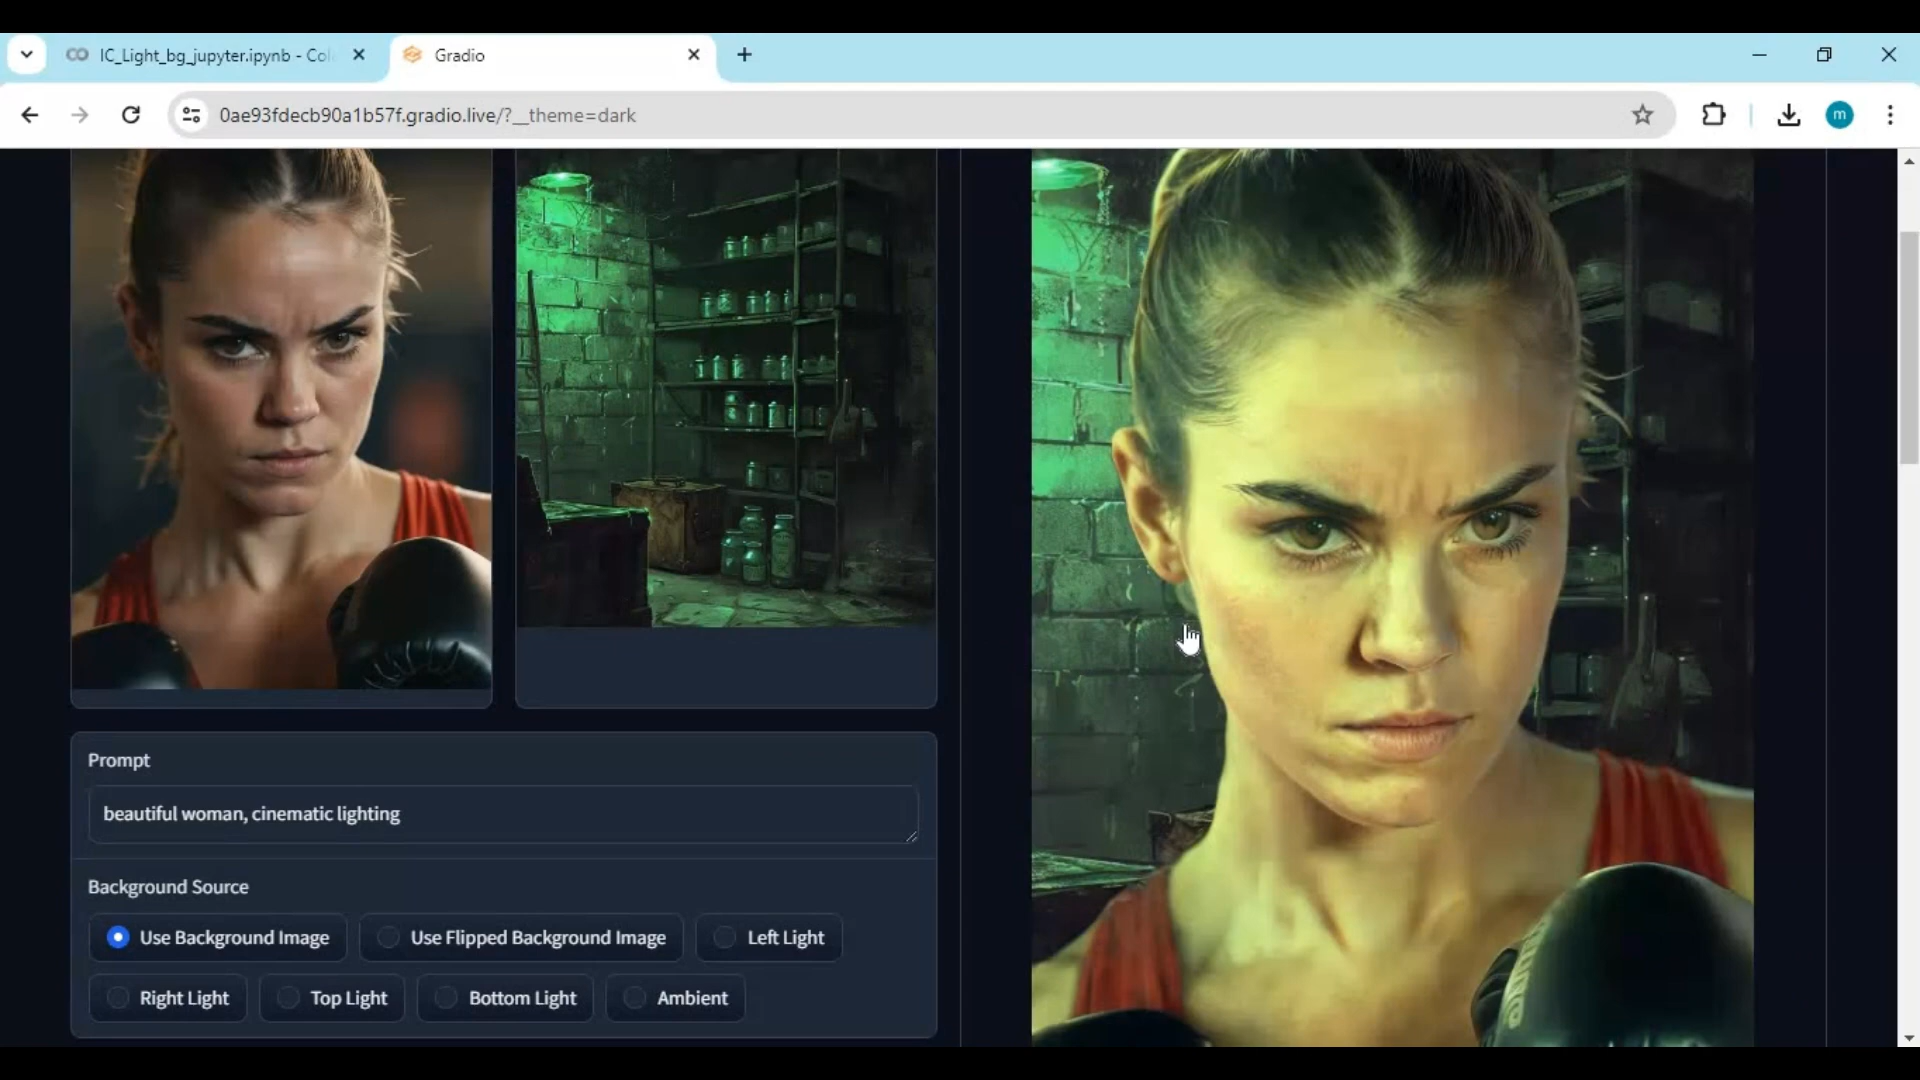 IC_Light_bg_jupyter.ipynb - Col
Gradio
0ae93fdecb90a1b57f.gradio.live/?__theme=dark
m
Prompt
beautiful woman, cinematic lighting
Background Source
Use Background Image
Use Flipped Background Image
Left Light
Right Light
Top Light
Bottom Light
Ambient